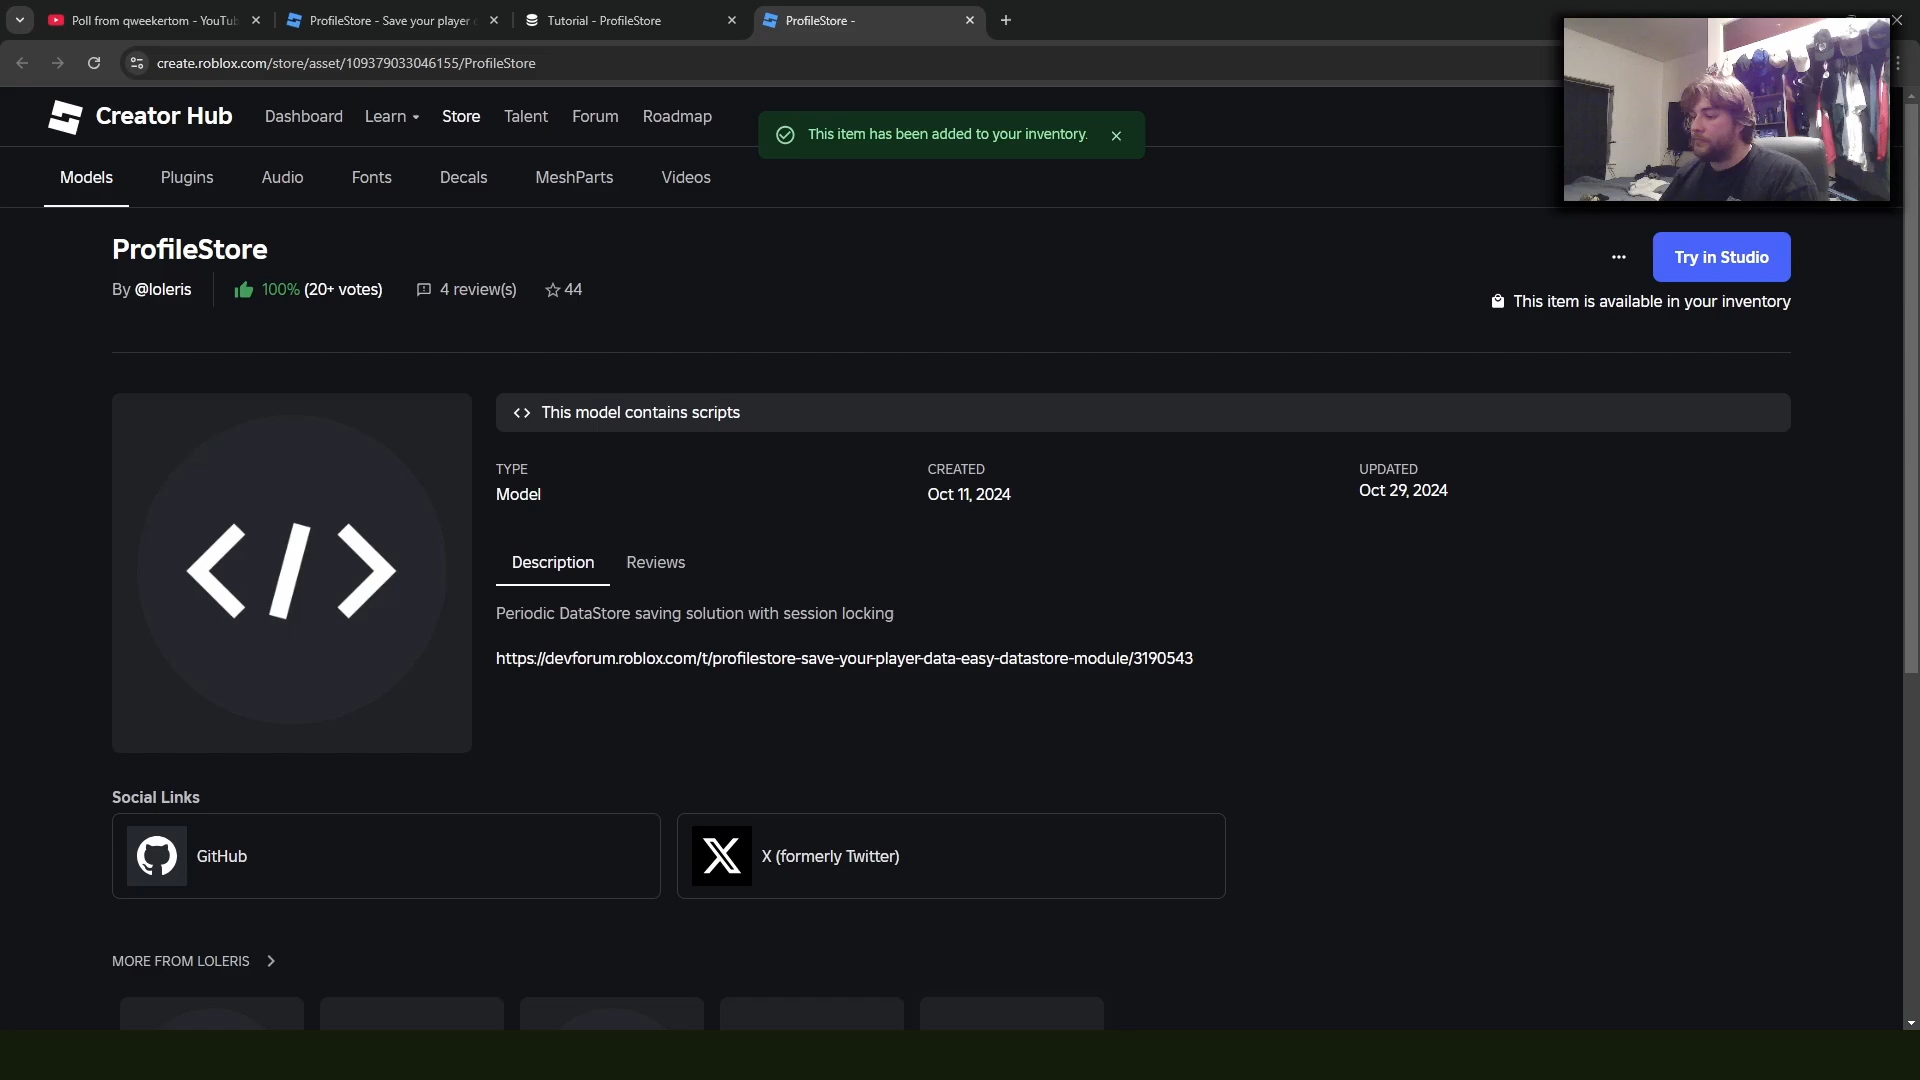 Poll from qweekertom - YouTub
ProfileStore - Save your player
Tutorial - ProfileStore
ProfileStore -
create.roblox.com/store/asset/109379033046155/ProfileStore
Creator Hub
Dashboard
Learn
Store
Talent
Forum
Roadmap
This item has been added to your inventory.
Models
Plugins
Audio
Fonts
Decals
MeshParts
Videos
ProfileStore
Try in Studio
By @loleris
100% (20+ votes)
4 review(s)
44
This item is available in your inventory
This model contains scripts
TYPE
CREATED
UPDATED
Model
Oct 11, 2024
Oct 29, 2024
Description
Reviews
Periodic DataStore saving solution with session locking
https://devforum.roblox.com/t/profilestore-save-your-player-data-easy-datastore-module/3190543
Social Links
GitHub
X (formerly Twitter)
MORE FROM LOLERIS